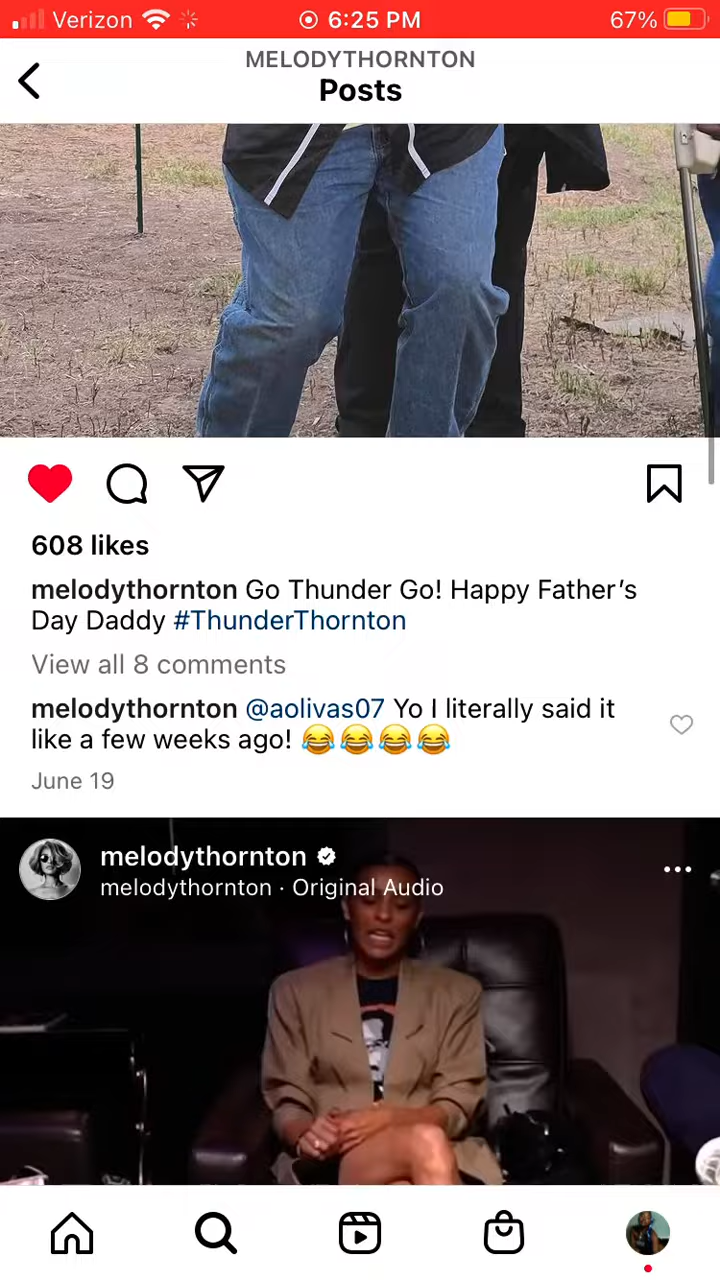 Verizon 6:25 PM 67%
MELODYTHORNTON
Posts
608 likes
melodythornton Go Thunder Go! Happy Father’s
Day Daddy #ThunderThornton
View all 8 comments
melodythornton @aolivas07 Yo I literally said it
like a few weeks ago! 😂😂😂😂
June 19
melodythornton
melodythornton · Original Audio